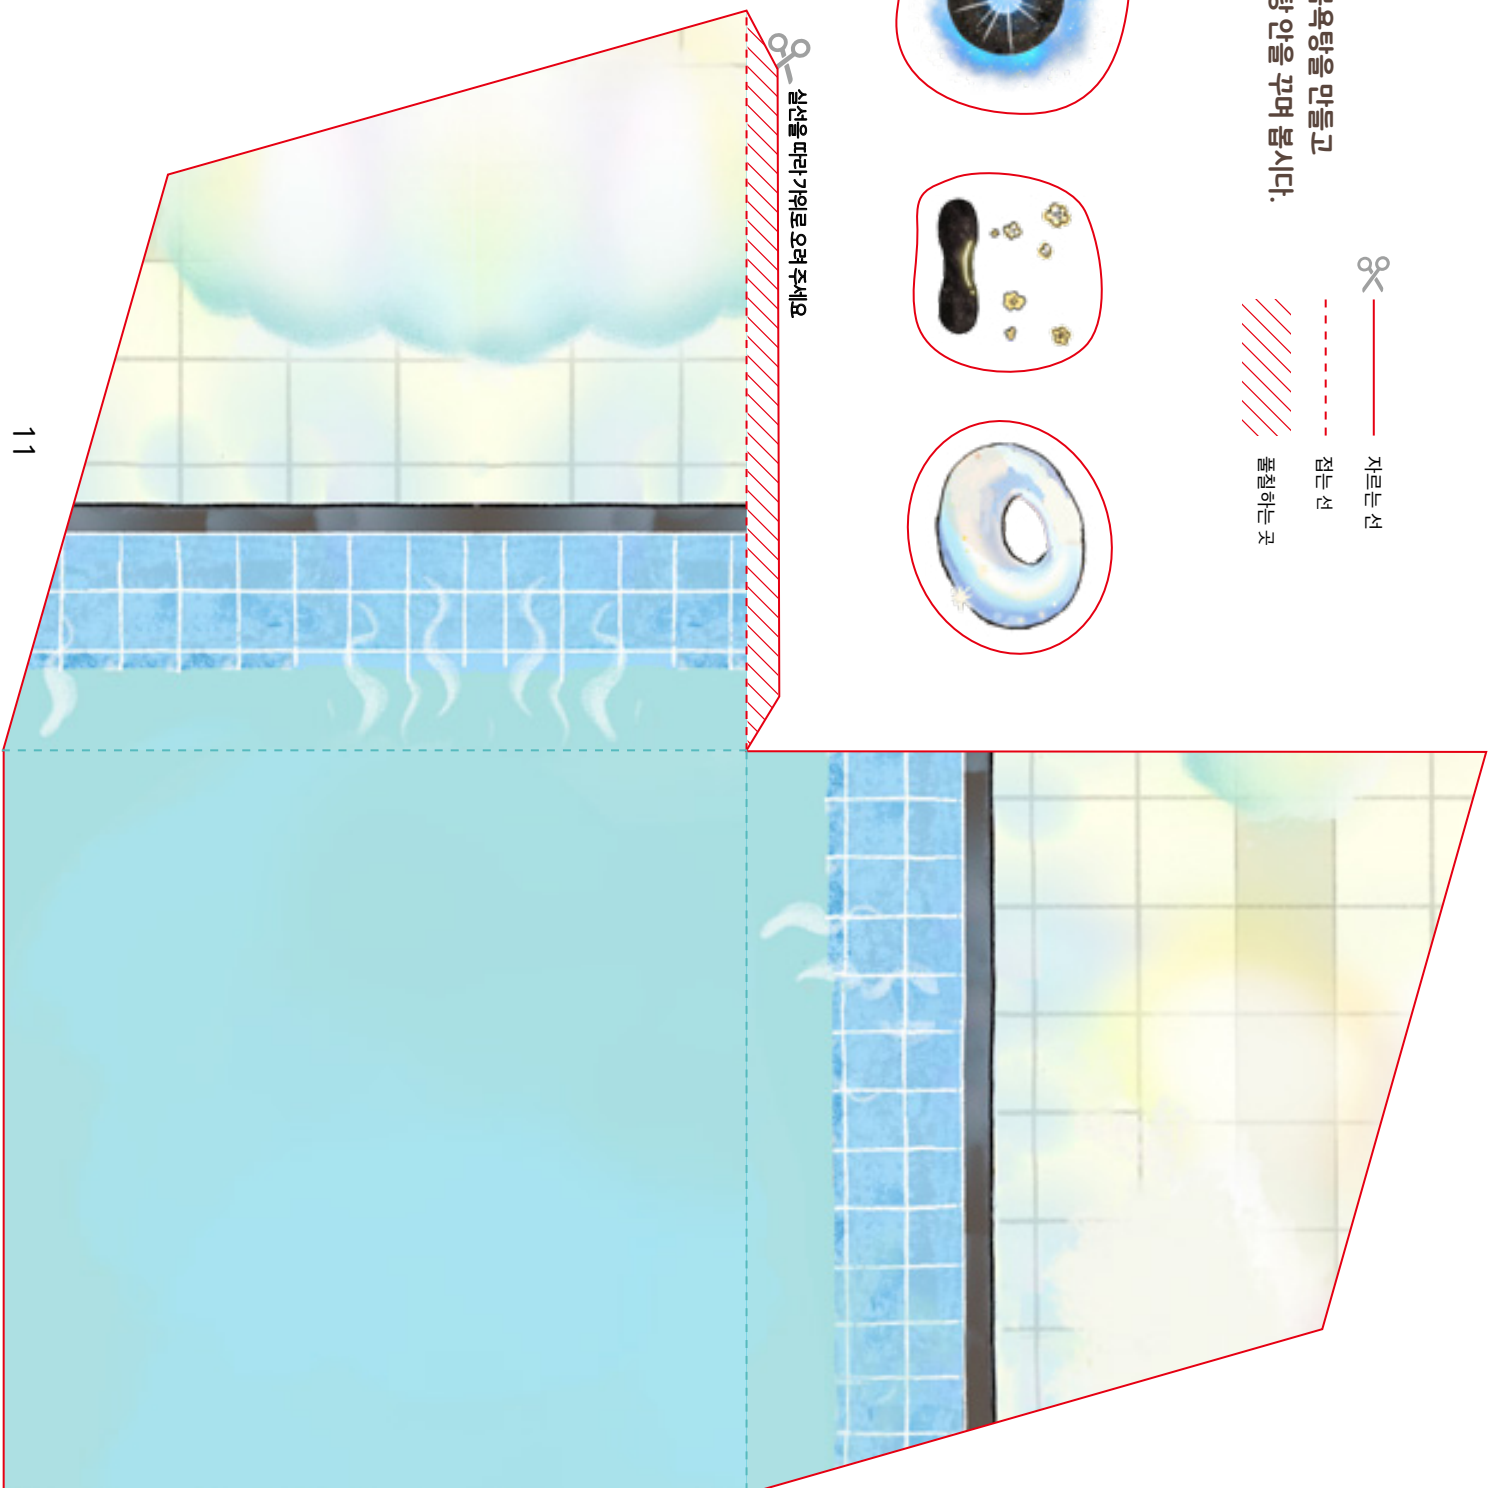 욕탕을 만들고
안을 꾸며 봅시다.
자르는 선
접는 선
풀칠하는 곳
실선을 따라 가위로 오려 주세요
11